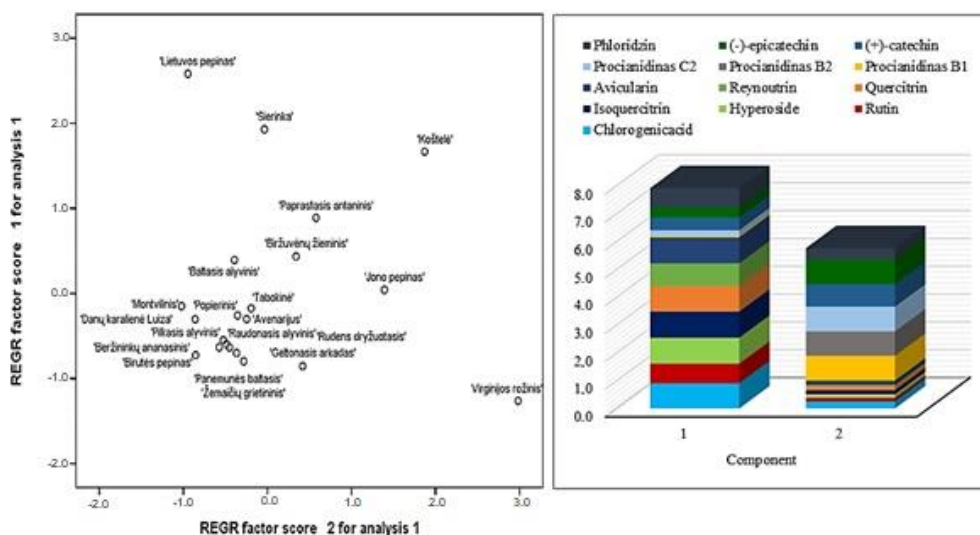 3.0
2.0
1.0
0.0
-1.0
-2.0
REGR factor score 1 for analysis 1
'Lietuvos pepinas'
'Sierinka'
'Koštelė'
'Paprastasis antaninis'
'Biržuvėnų žieminis'
'Baltasis alyvinis'
'Jono pepinas'
'Montvilinis' 'Popierinis' 'Tabokinė'
'Danų karalienė Luiza' 'Avenarijus'
'Pilkasis alyvinis' 'Raudonasis alyvinis' 'Rudens dryžuotasis'
'Beržininkų ananasinis' 'Geltonasis arkadas'
'Birutės pepinas'
'Panemunės baltasis'
'Žemaičių grietininis'
Virginijos rožinis'
-2.0 -1.0 0.0 1.0 2.0 3.0
REGR factor score 2 for analysis 1
Phloridzin (-)-epicatechin (+)-catechin
Procianidinas C2 Procianidinas B2 Procianidinas B1
Avicularin Reynoutrin Quercitrin
Isoquercitrin Hyperoside Rutin
Chlorogenicacid
8.0
7.0
6.0
5.0
4.0
3.0
2.0
1.0
0.0
1 2
Component